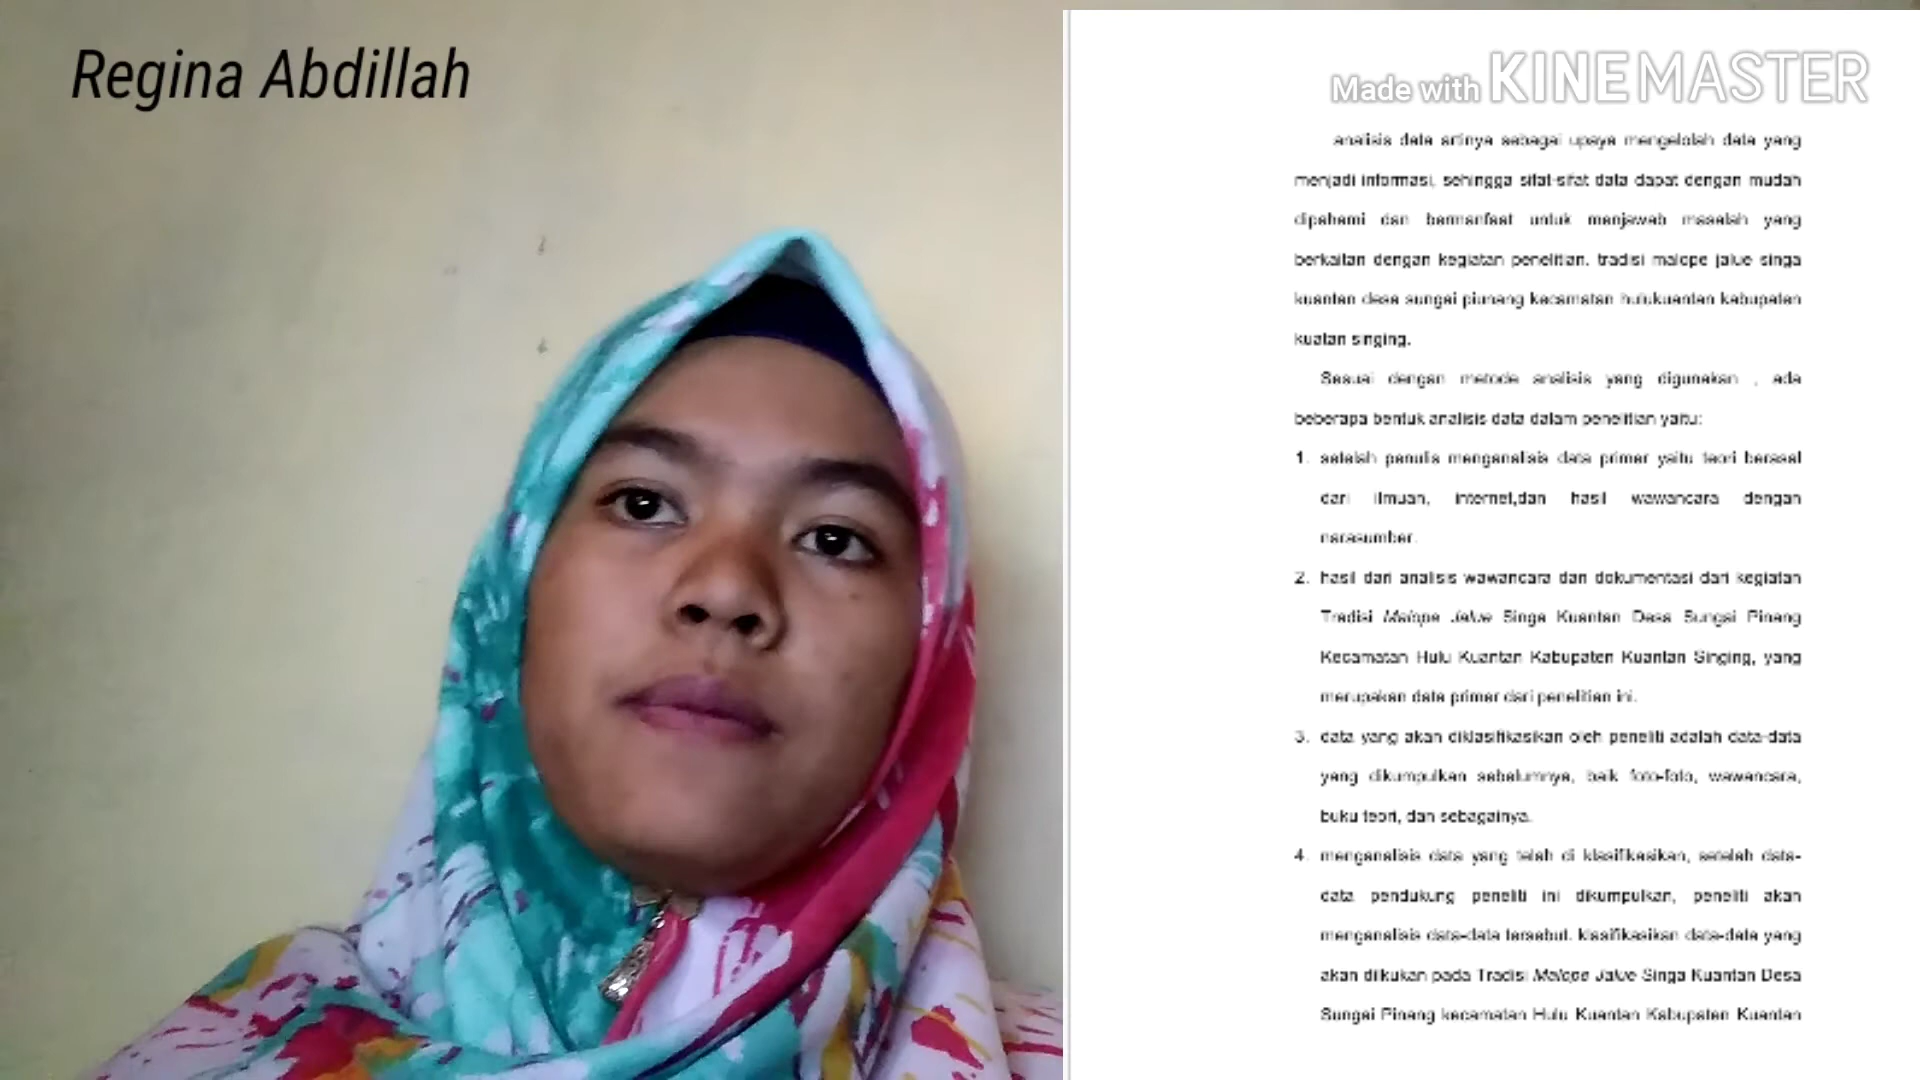 Regina Abdillah
Made with KINEMASTER
analisis data artinya sebagai upaya mengelolah data yang
menjadi informasi, sehingga sifat-sifat data dapat dengan mudah
dipahami dan bermanfaat untuk menjawab masalah yang
berkaitan dengan kegiatan penelitian. tradisi malope jalue singa
kuantan desa sungai piunang kecamatan hulukuantan kabupaten
kuatan singing.
Sesuai dengan metode analisis yang digunakan , ada
beberapa bentuk analisis data dalam penelitian yaitu:
1. setelah penulis menganalisis data primer yaitu teori berasal
dari ilmuan, internet,dan hasil wawancara dengan
narasumber.
2. hasil dari analisis wawancara dan dokumentasi dari kegiatan
Tradisi Malope Jalue Singa Kuantan Desa Sungai Pinang
Kecamatan Hulu Kuantan Kabupaten Kuantan Singing, yang
merupakan data primer dari penelitian ini.
3. data yang akan diklasifikasikan oleh peneliti adalah data-data
yang dikumpulkan sebelumnya, baik foto-foto, wawancara,
buku teori, dan sebagainya.
4. menganalisis data yang telah di klasifikasikan, setelah data-
data pendukung peneliti ini dikumpulkan, peneliti akan
menganalisis data-data tersebut. klasifikasikan data-data yang
akan dilkukan pada Tradisi Malope Jalue Singa Kuantan Desa
Sungai Pinang kecamatan Hulu Kuantan Kabupaten Kuantan